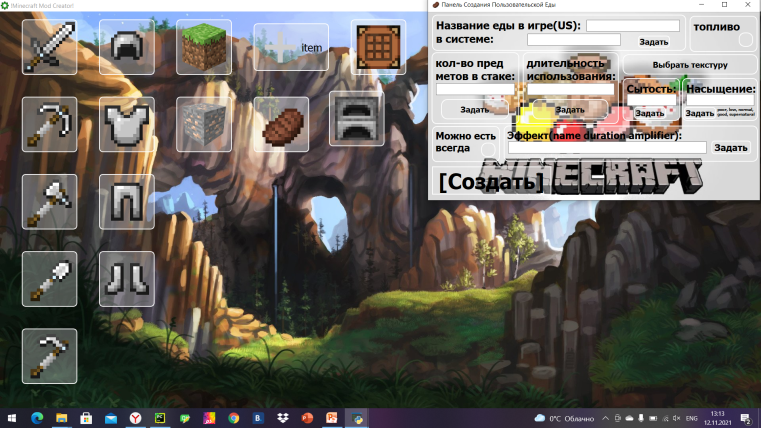 !Minecraft Mod Creator!
item
Панель Создания Пользовательской Еды
Название еды в игре(US):
в системе:
Задать
топливо
кол-во пред
метов в стаке:
Задать
длительность
использования:
Задать
Выбрать текстуру
Сытость:
Задать
Насыщение:
Задать
poor, low, normal,
good, supernatural
Можно есть
всегда
Эффект(name duration amplifier):
Задать
MINECRAFT
[Создать]
0°C Облачно
ENG
13:13
12.11.2021
2